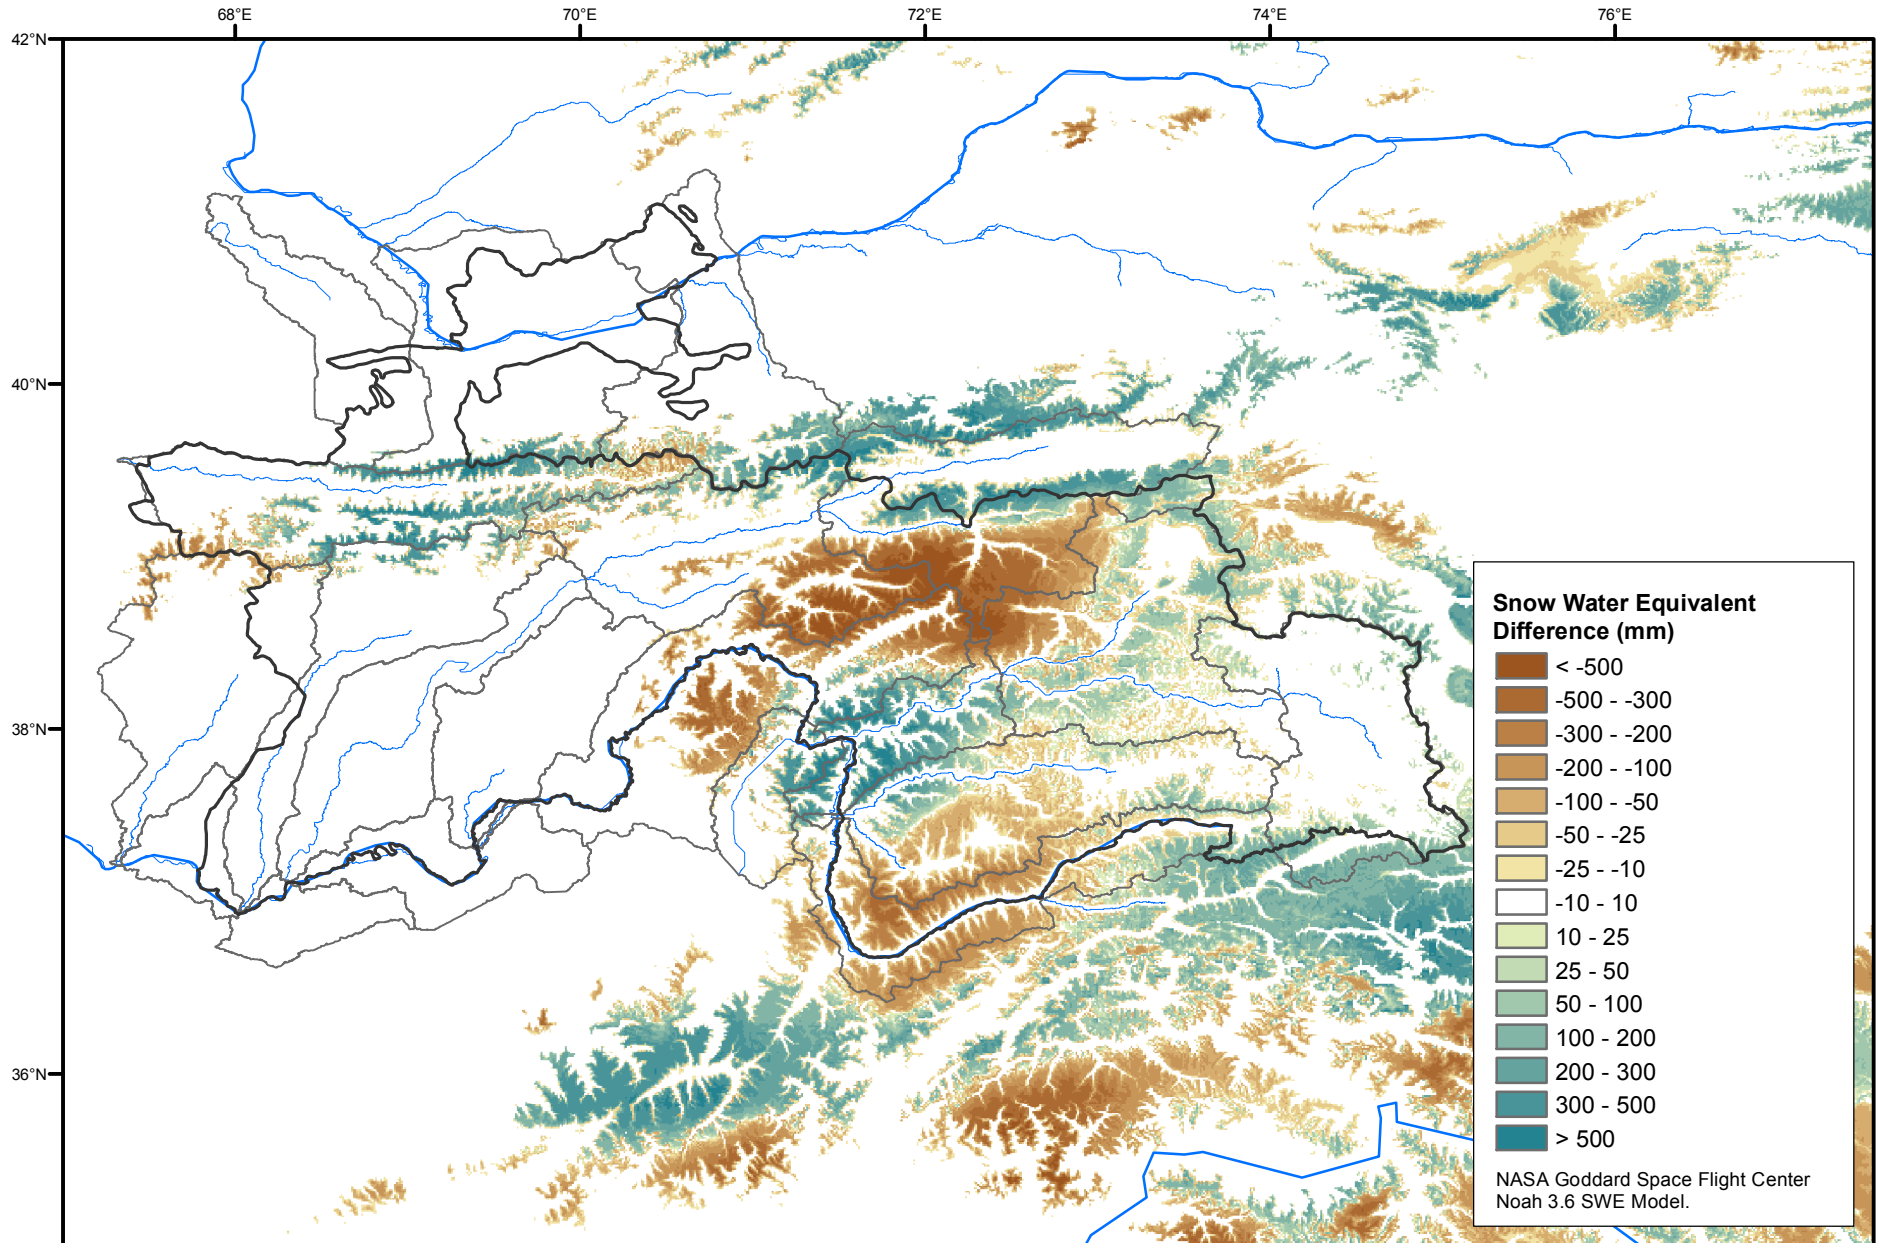 68°E
70°E
72°E
74°E
76°E
42°N
40°N
38°N
36°N
Snow Water Equivalent
Difference (mm)
< -500
-500 - -300
-300 - -200
-200 - -100
-100 - -50
-50 - -25
-25 - -10
-10 - 10
10 - 25
25 - 50
50 - 100
100 - 200
200 - 300
300 - 500
> 500
NASA Goddard Space Flight Center
Noah 3.6 SWE Model.